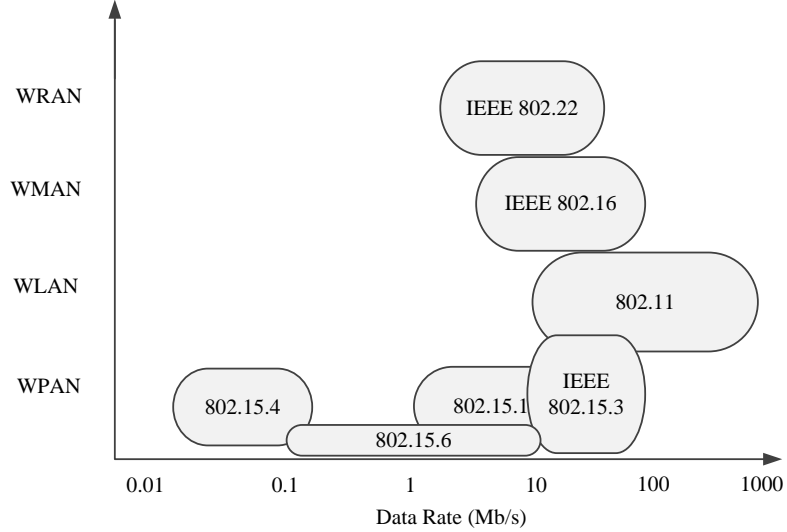 WRAN
IEEE 802.22
WMAN
IEEE 802.16
WLAN
802.11
WPAN
802.15.4
802.15.1
IEEE
802.15.3
802.15.6
0.01 0.1 1 10 100 1000
Data Rate (Mb/s)